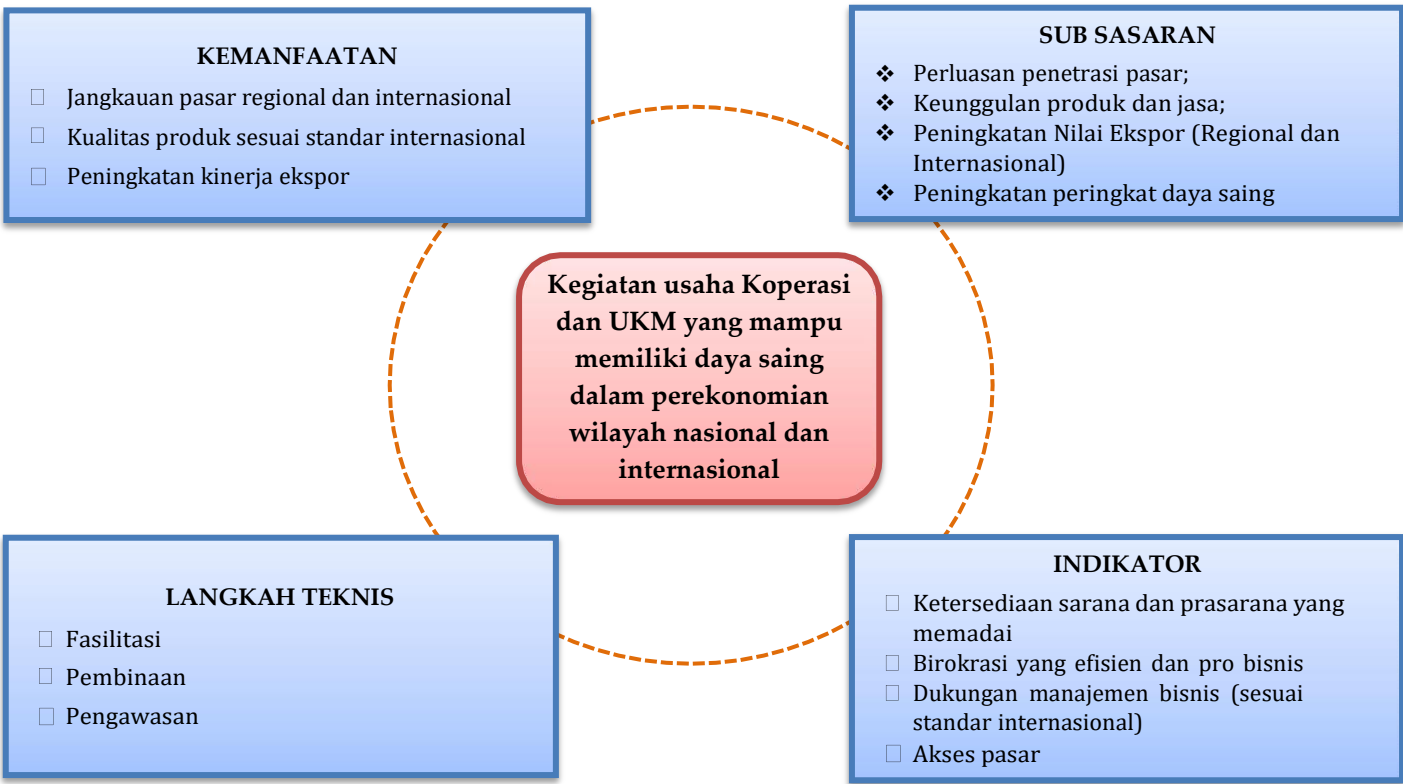 KEMANFAATAN
Jangkauan pasar regional dan internasional
Kualitas produk sesuai standar internasional
Peningkatan kinerja ekspor
SUB SASARAN
❖ Perluasan penetrasi pasar;
❖ Keunggulan produk dan jasa;
❖ Peningkatan Nilai Ekspor (Regional dan
Internasional)
❖ Peningkatan peringkat daya saing
Kegiatan usaha Koperasi
dan UKM yang mampu
memiliki daya saing
dalam perekonomian
wilayah nasional dan
internasional
LANGKAH TEKNIS
Fasilitasi
Pembinaan
Pengawasan
INDIKATOR
Ketersediaan sarana dan prasarana yang
memadai
Birokrasi yang efisien dan pro bisnis
Dukungan manajemen bisnis (sesuai
standar internasional)
Akses pasar